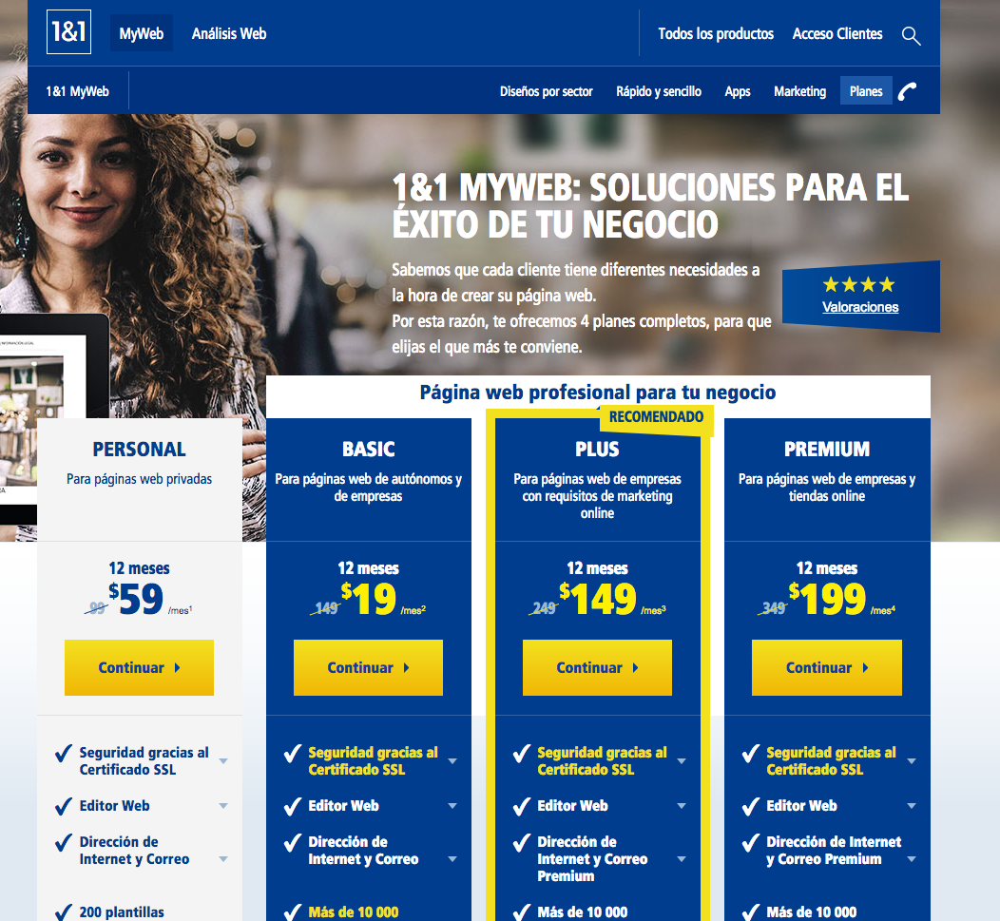 1&1
MyWeb
Análisis Web
Todos los productos
Acceso Clientes
1&1 MyWeb
Diseños por sector
Rápido y sencillo
Apps
Marketing
Planes
1&1 MYWEB: SOLUCIONES PARA EL
ÉXITO DE TU NEGOCIO
Sabemos que cada cliente tiene diferentes necesidades a
la hora de crear su página web.
Por esta razón, te ofrecemos 4 planes completos, para que
elijas el que más te conviene.
Valoraciones
Página web profesional para tu negocio
PERSONAL
Para páginas web privadas
12 meses
99 $59 /mes1
Continuar
Seguridad gracias al
Certificado SSL
Editor Web
Dirección de
Internet y Correo
200 plantillas
BASIC
Para páginas web de autónomos y
de empresas
12 meses
149 $19 /mes2
Continuar
Seguridad gracias al
Certificado SSL
Editor Web
Dirección de
Internet y Correo
Más de 10 000
RECOMENDADO
PLUS
Para páginas web de empresas
con requisitos de marketing
online
12 meses
249 $149 /mes3
Continuar
Seguridad gracias al
Certificado SSL
Editor Web
Dirección de
Internet y Correo
Premium
Más de 10 000
PREMIUM
Para páginas web de empresas y
tiendas online
12 meses
349 $199 /mes4
Continuar
Seguridad gracias al
Certificado SSL
Editor Web
Dirección de Internet
y Correo Premium
Más de 10 000